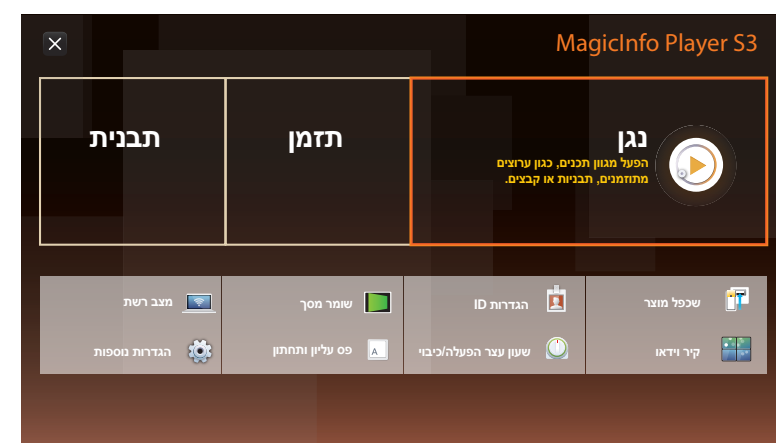 MagicInfo Player S3
נגן
הפעל מגוון תכנים, כגון ערוצים
מתוזמנים, תבניות או קבצים.
תזמן
תבנית
שכפל מוצר
הגדרות ID
שומר מסך
מצב רשת
קיר וידאו
שעון עצר הפעלה/כיבוי
פס עליון ותחתון
הגדרות נוספות
A